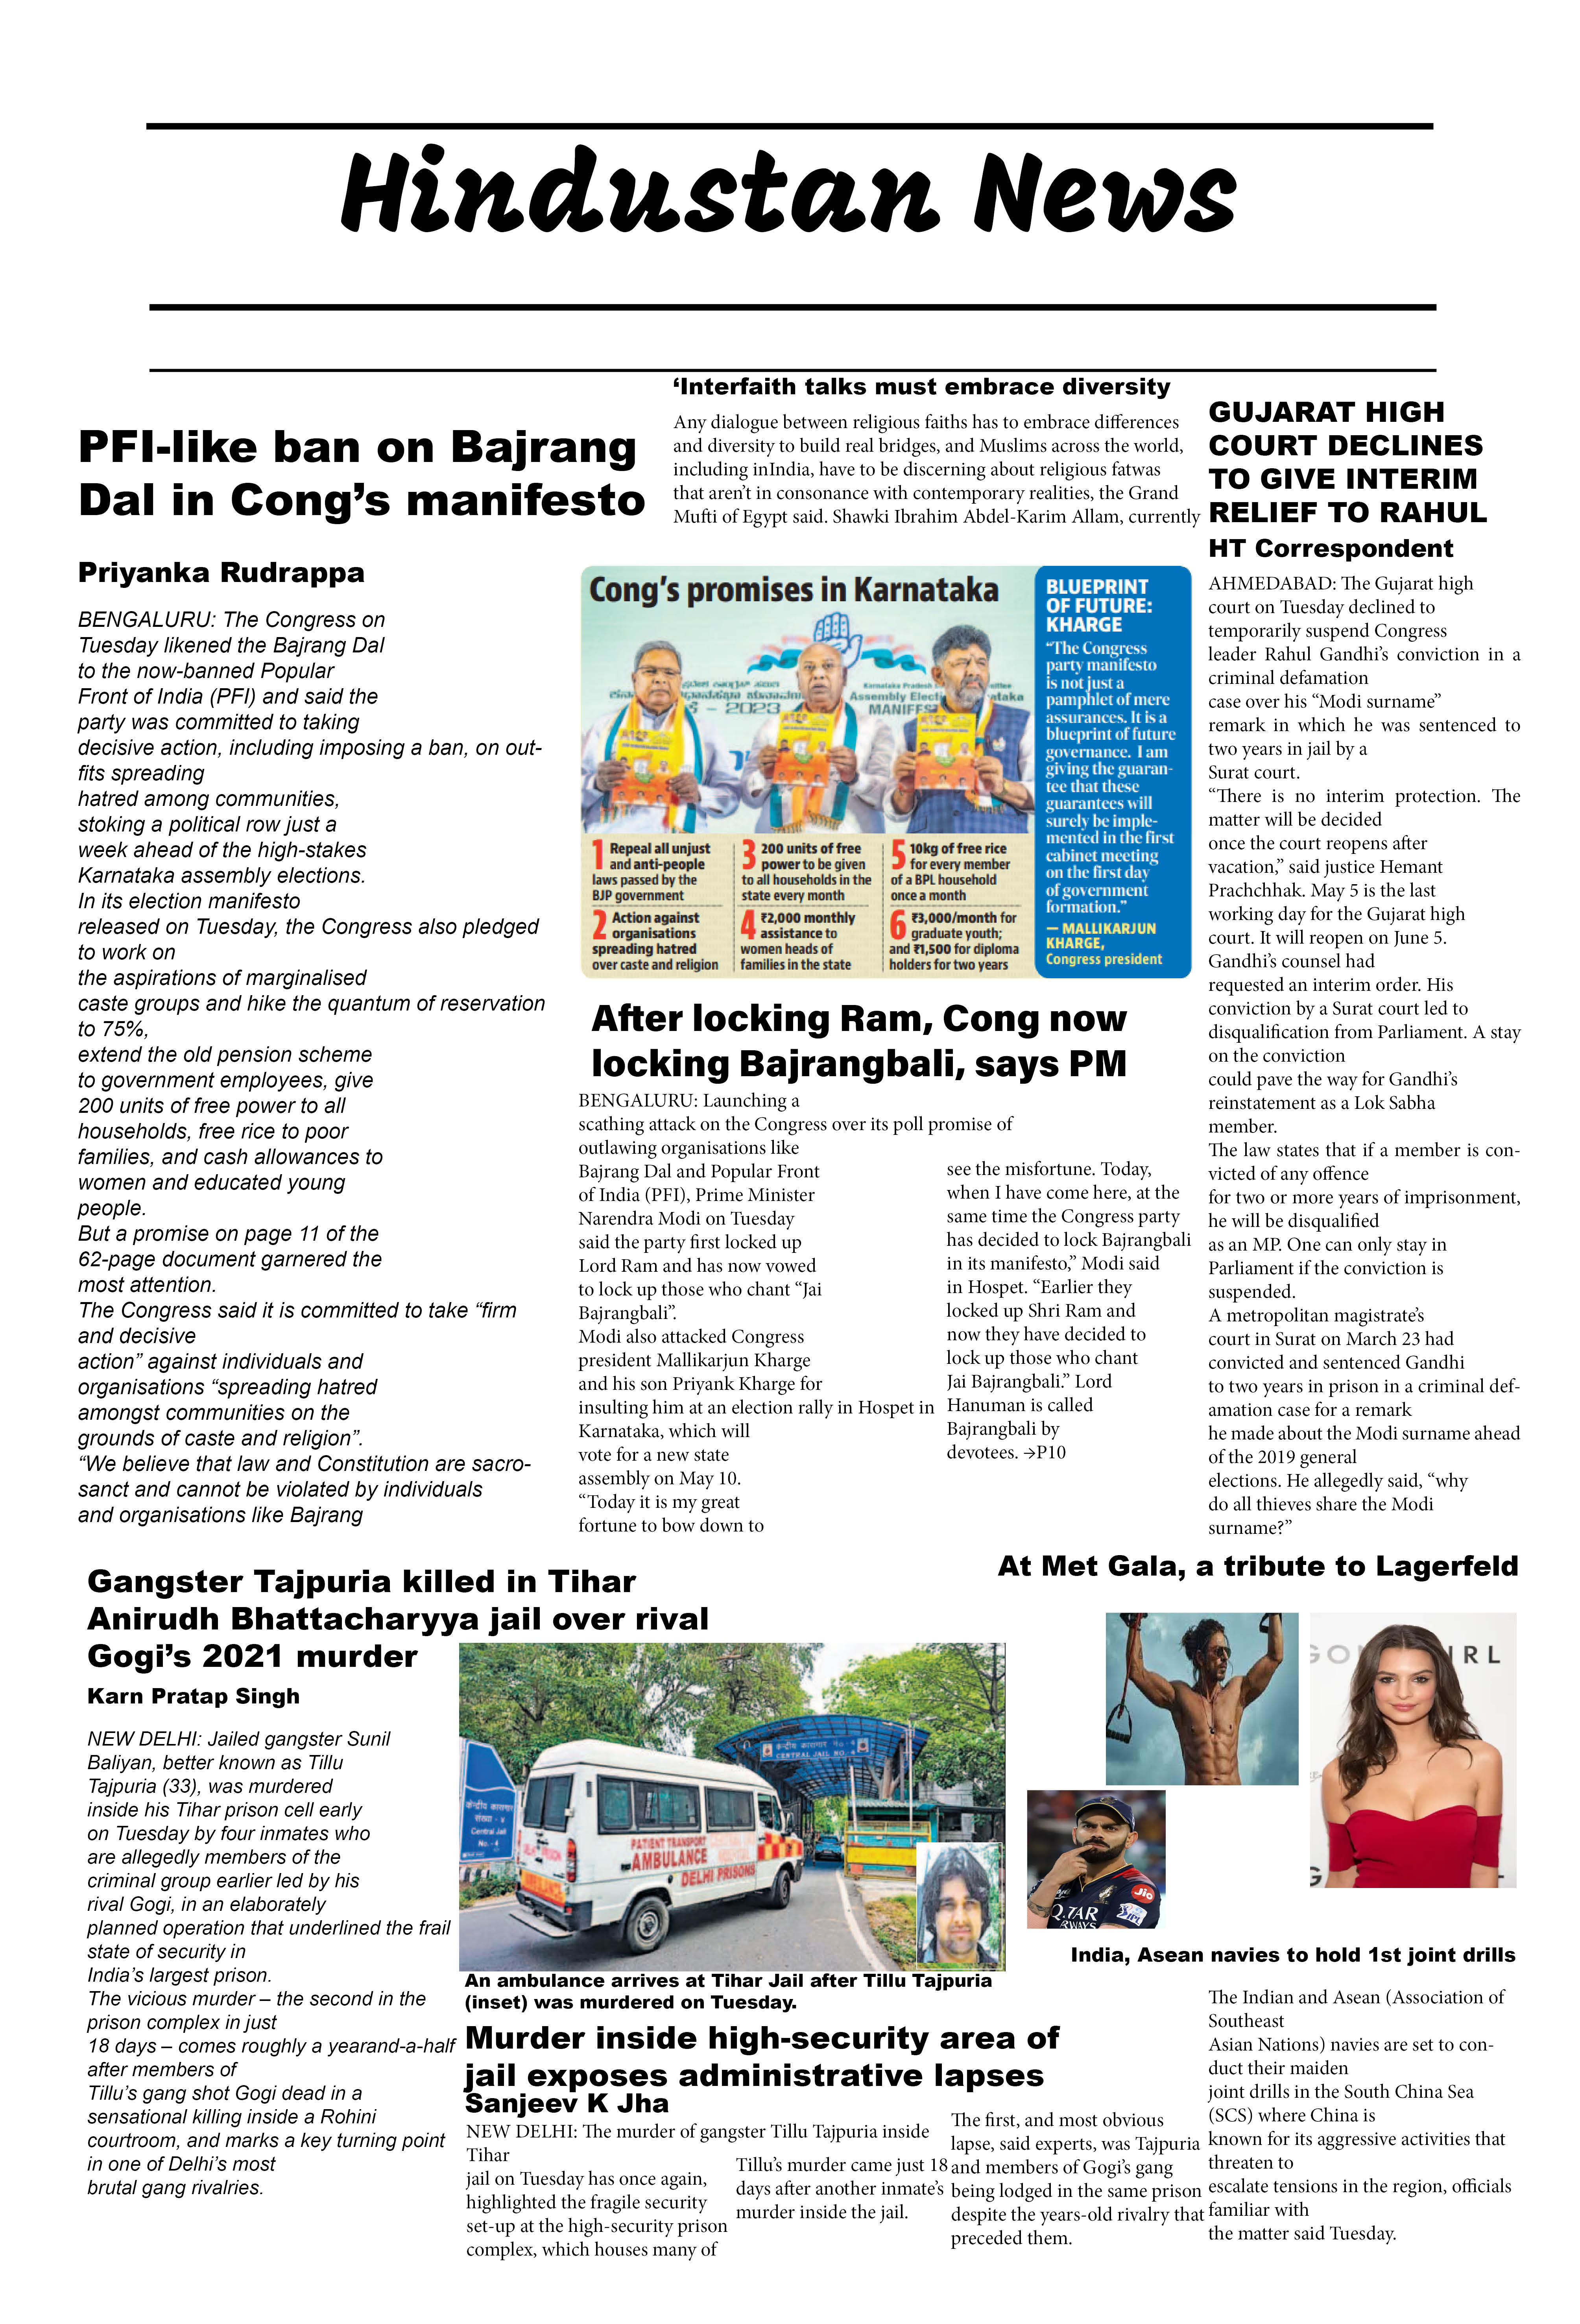 Hindustan News
PFI-like ban on Bajrang
Dal in Cong’s manifesto
Priyanka Rudrappa
BENGALURU: The Congress on
Tuesday likened the Bajrang Dal
to the now-banned Popular
Front of India (PFI) and said the
party was committed to taking
decisive action, including imposing a ban, on out-
fits spreading
hatred among communities,
stoking a political row just a
week ahead of the high-stakes
Karnataka assembly elections.
In its election manifesto
released on Tuesday, the Congress also pledged
to work on
the aspirations of marginalised
caste groups and hike the quantum of reservation
to 75%,
extend the old pension scheme
to government employees, give
200 units of free power to all
households, free rice to poor
families, and cash allowances to
women and educated young
people.
But a promise on page 11 of the
62-page document garnered the
most attention.
The Congress said it is committed to take “firm
and decisive
action” against individuals and
organisations “spreading hatred
amongst communities on the
grounds of caste and religion”.
“We believe that law and Constitution are sacro-
sanct and cannot be violated by individuals
and organisations like Bajrang
‘Interfaith talks must embrace diversity
Any dialogue between religious faiths has to embrace differences
and diversity to build real bridges, and Muslims across the world,
including inIndia, have to be discerning about religious fatwas
that aren’t in consonance with contemporary realities, the Grand
Mufti of Egypt said. Shawki Ibrahim Abdel-Karim Allam, currently
Cong’s promises in Karnataka
Karnataka Pradesh
Assembly Electi
MANIFES
- 2023
1 Repeal all unjust
and anti-people
laws passed by the
BJP government
2 Action against
organisations
spreading hatred
over caste and religion
3 200 units of free
power to be given
to all households in the
state every month
4 ₹2,000 monthly
assistance to
women heads of
families in the state
5 10kg of free rice
for every member
of a BPL household
once a month
6 ₹3,000/month for
graduate youth;
and ₹1,500 for diploma
holders for two years
BLUEPRINT
OF FUTURE:
KHARGE
“The Congress
party manifesto
is not just a
pamphlet of mere
assurances. It is a
blueprint of future
governance. I am
giving the guaran-
tee that these
guarantees will
surely be imple-
mented in the first
cabinet meeting
on the first day
of government
formation.”
— MALLIKARJUN
KHARGE,
Congress president
After locking Ram, Cong now
locking Bajrangbali, says PM
BENGALURU: Launching a
scathing attack on the Congress over its poll promise of
outlawing organisations like
Bajrang Dal and Popular Front
of India (PFI), Prime Minister
Narendra Modi on Tuesday
said the party first locked up
Lord Ram and has now vowed
to lock up those who chant “Jai
Bajrangbali”.
Modi also attacked Congress
president Mallikarjun Kharge
and his son Priyank Kharge for
insulting him at an election rally in Hospet in
Karnataka, which will
vote for a new state
assembly on May 10.
“Today it is my great
fortune to bow down to
see the misfortune. Today,
when I have come here, at the
same time the Congress party
has decided to lock Bajrangbali
in its manifesto,” Modi said
in Hospet. “Earlier they
locked up Shri Ram and
now they have decided to
lock up those who chant
Jai Bajrangbali.” Lord
Hanuman is called
Bajrangbali by
devotees. →P10
GUJARAT HIGH
COURT DECLINES
TO GIVE INTERIM
RELIEF TO RAHUL
HT Correspondent
AHMEDABAD: The Gujarat high
court on Tuesday declined to
temporarily suspend Congress
leader Rahul Gandhi’s conviction in a
criminal defamation
case over his “Modi surname”
remark in which he was sentenced to
two years in jail by a
Surat court.
“There is no interim protection. The
matter will be decided
once the court reopens after
vacation,” said justice Hemant
Prachchhak. May 5 is the last
working day for the Gujarat high
court. It will reopen on June 5.
Gandhi’s counsel had
requested an interim order. His
conviction by a Surat court led to
disqualification from Parliament. A stay
on the conviction
could pave the way for Gandhi’s
reinstatement as a Lok Sabha
member.
The law states that if a member is con-
victed of any offence
for two or more years of imprisonment,
he will be disqualified
as an MP. One can only stay in
Parliament if the conviction is
suspended.
A metropolitan magistrate’s
court in Surat on March 23 had
convicted and sentenced Gandhi
to two years in prison in a criminal def-
amation case for a remark
he made about the Modi surname ahead
of the 2019 general
elections. He allegedly said, “why
do all thieves share the Modi
surname?”
Gangster Tajpuria killed in Tihar
Anirudh Bhattacharyya jail over rival
Gogi’s 2021 murder
Karn Pratap Singh
NEW DELHI: Jailed gangster Sunil
Baliyan, better known as Tillu
Tajpuria (33), was murdered
inside his Tihar prison cell early
on Tuesday by four inmates who
are allegedly members of the
criminal group earlier led by his
rival Gogi, in an elaborately
planned operation that underlined the frail
state of security in
India’s largest prison.
The vicious murder – the second in the
prison complex in just
18 days – comes roughly a yearand-a-half
after members of
Tillu’s gang shot Gogi dead in a
sensational killing inside a Rohini
courtroom, and marks a key turning point
in one of Delhi’s most
brutal gang rivalries.
केन्द्रीय कारागार
CENTRAL JAIL NO.-4
केन्द्रीय कारागार
Central Jail
No.-4
PATIENT TRANSPORT
AMBULANCE
DELHI PRISONS
An ambulance arrives at Tihar Jail after Tillu Tajpuria
(inset) was murdered on Tuesday.
Murder inside high-security area of
jail exposes administrative lapses
Sanjeev K Jha
NEW DELHI: The murder of gangster Tillu Tajpuria inside
Tihar
jail on Tuesday has once again,
highlighted the fragile security
set-up at the high-security prison
complex, which houses many of
Tillu’s murder came just 18
days after another inmate’s
murder inside the jail.
The first, and most obvious
lapse, said experts, was Tajpuria
and members of Gogi’s gang
being lodged in the same prison
despite the years-old rivalry that
preceded them.
At Met Gala, a tribute to Lagerfeld
GON IRL
Jio
QATAR
RWAYS
IPL
India, Asean navies to hold 1st joint drills
The Indian and Asean (Association of
Southeast
Asian Nations) navies are set to con-
duct their maiden
joint drills in the South China Sea
(SCS) where China is
known for its aggressive activities that
threaten to
escalate tensions in the region, officials
familiar with
the matter said Tuesday.